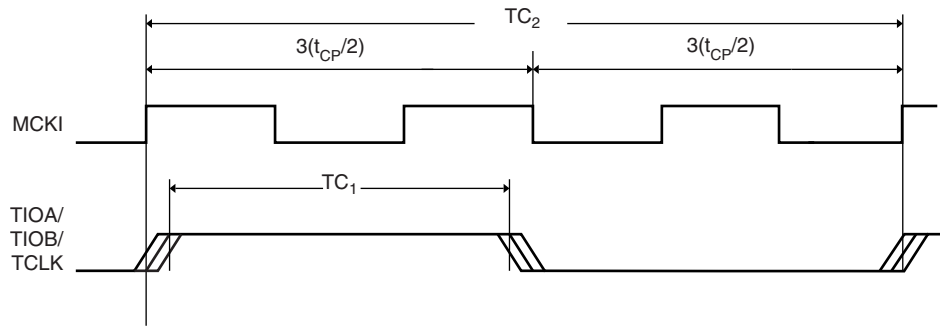 TC2
3(tCP/2) 3(tCP/2)
MCKI
TC1
TIOA/
TIOB/
TCLK